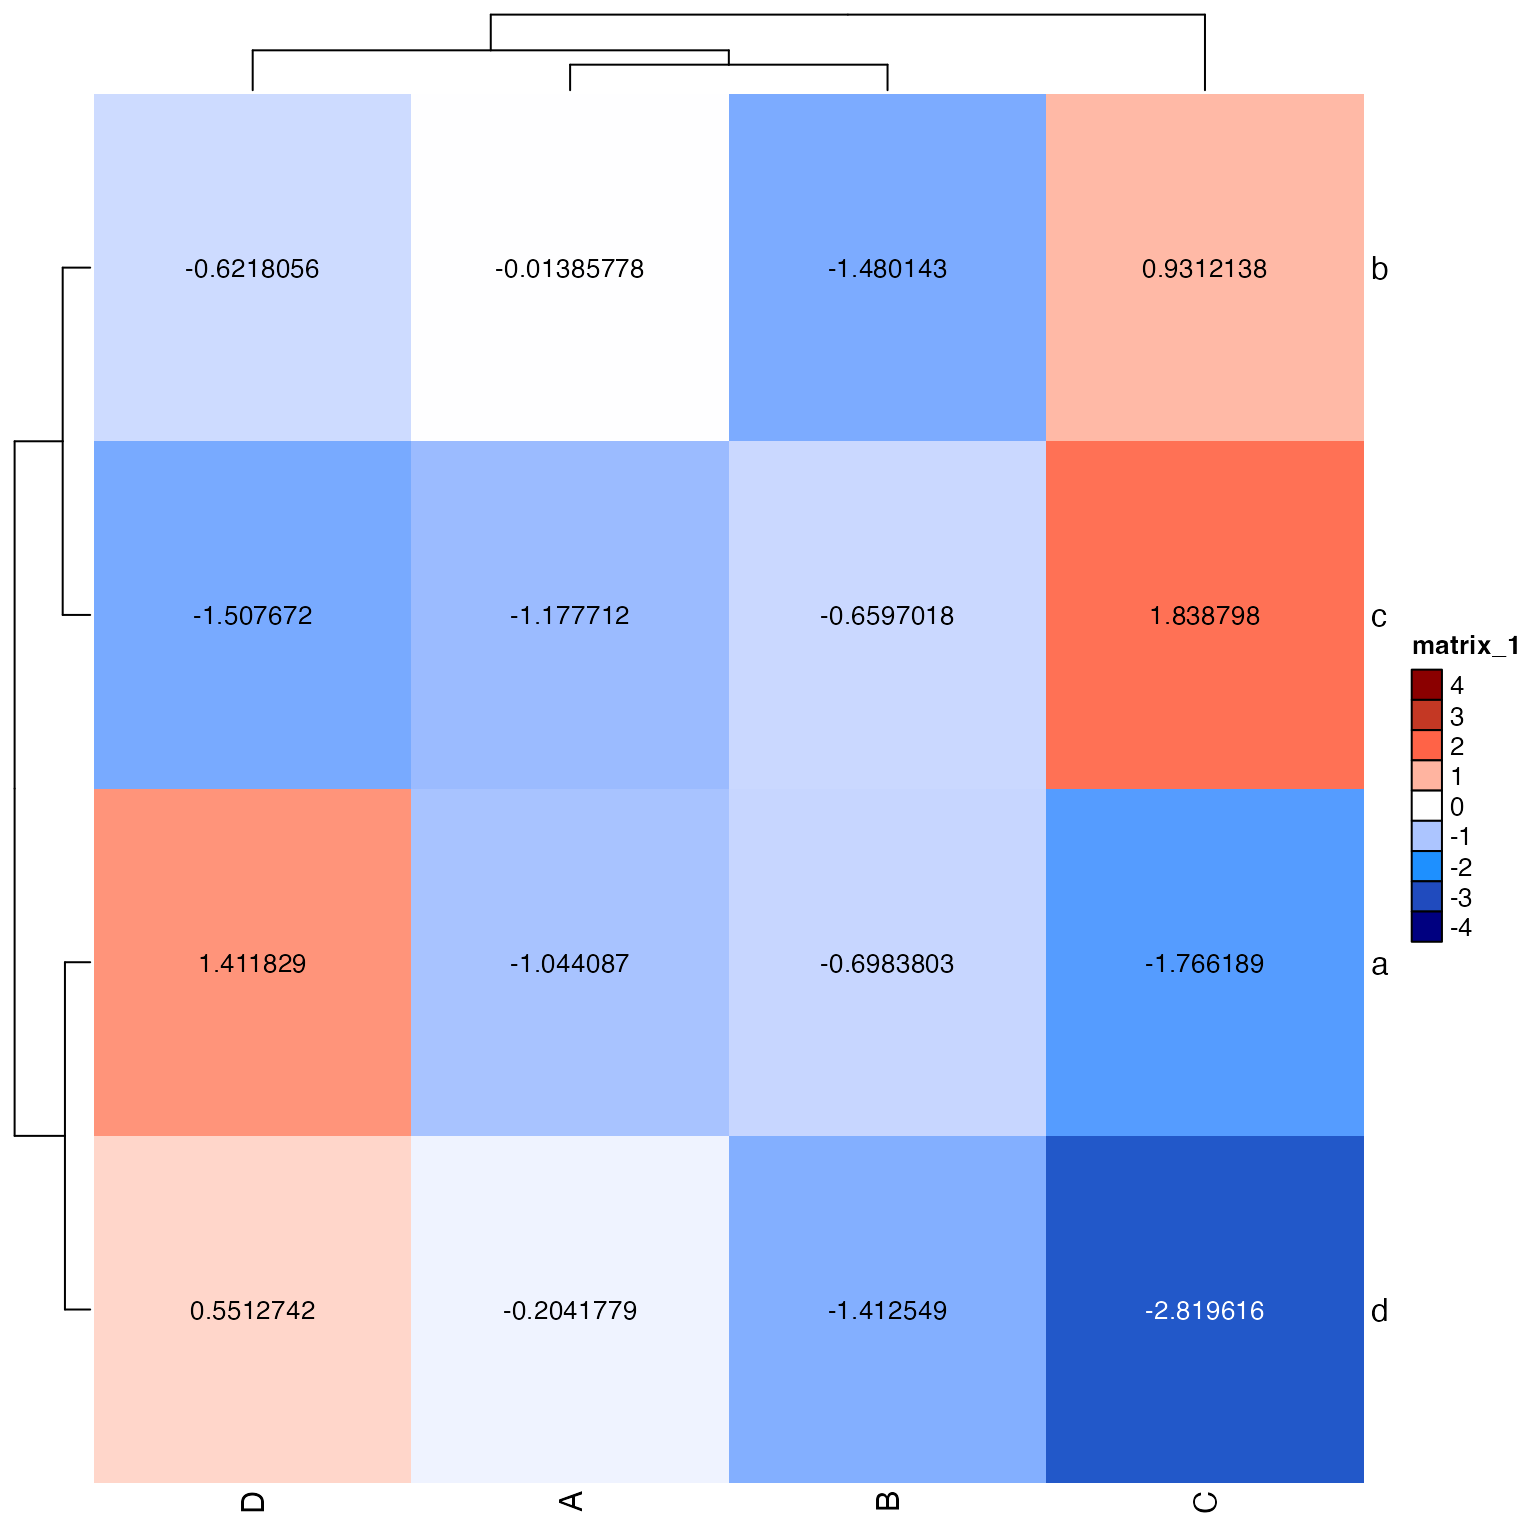 -0.6218056 -0.01385778 -1.480143 0.9312138 b
-1.507672 -1.177712 -0.6597018 1.838798 c
matrix_1
4
3
2
1
0
-1
-2
-3
-4
1.411829 -1.044087 -0.6983803 -1.766189 a
0.5512742 -0.2041779 -1.412549 -2.819616 d
D A B C